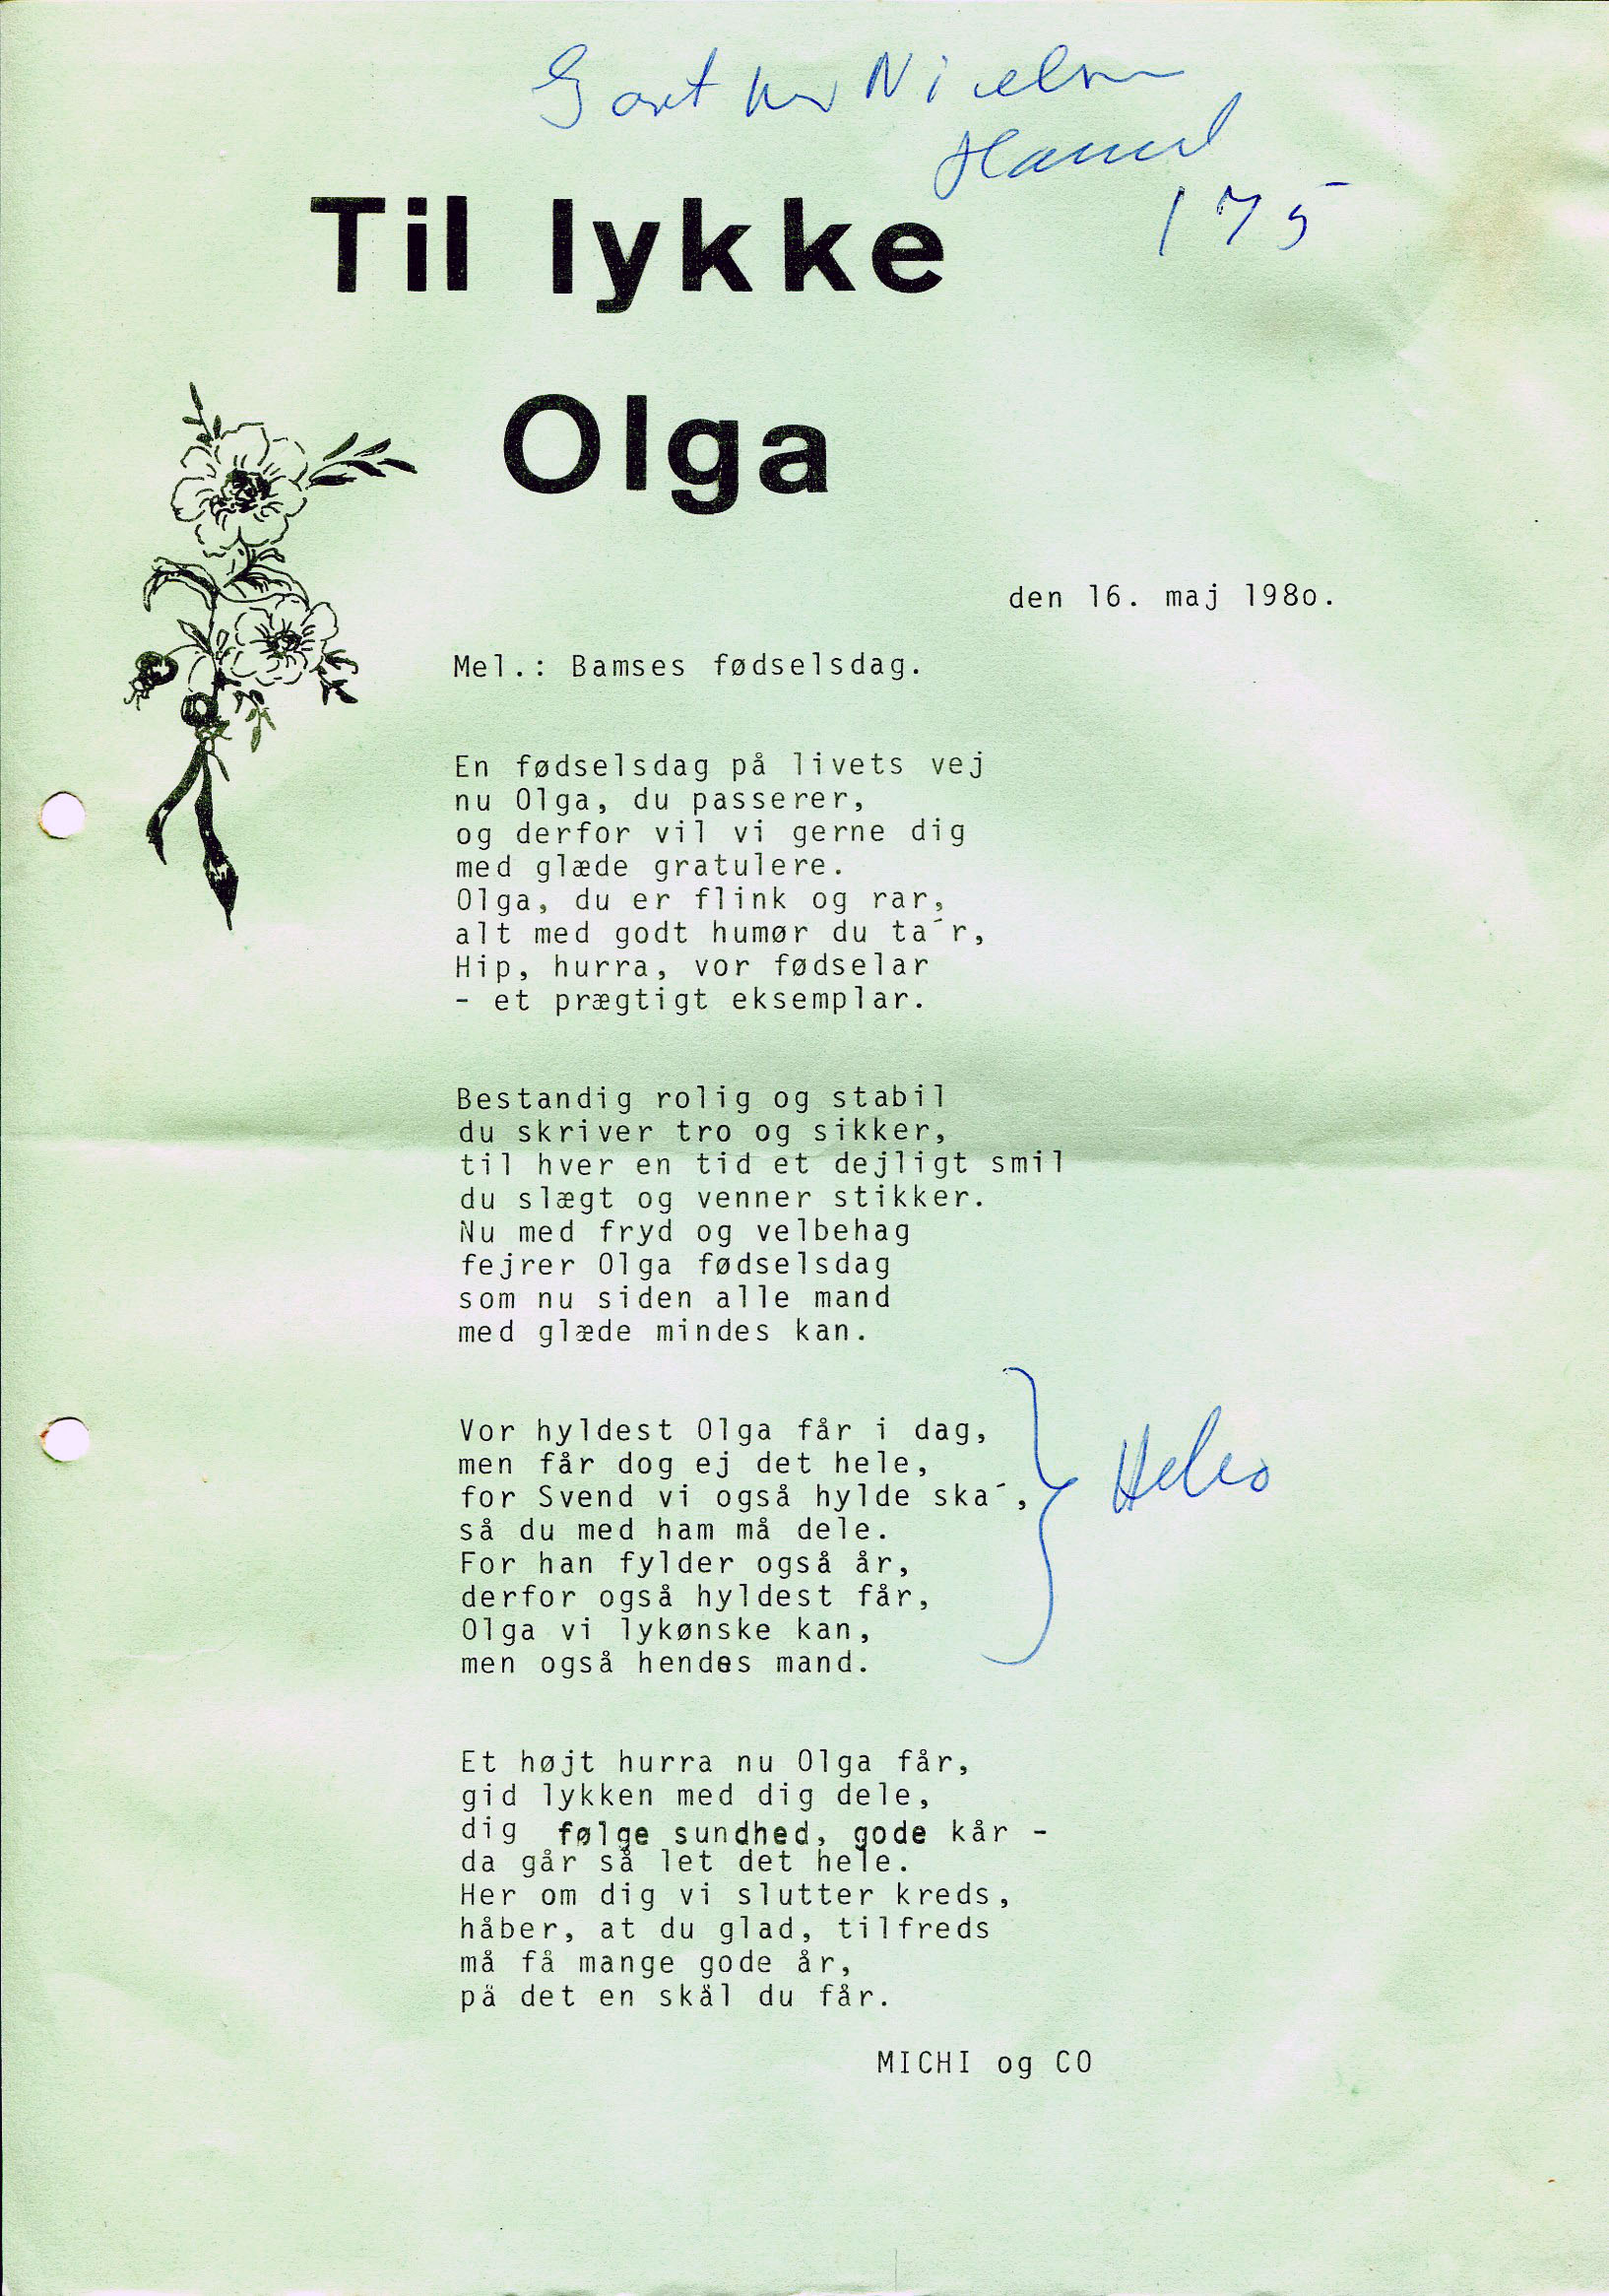 Nielsen
175
Til lykke
Olga
den 16. maj 198o.
Mel.: Bamses fødselsdag.
En fødselsdag på livets vej
nu Olga, du passerer,
og derfor vil vi gerne dig
med glæde gratulere.
Olga, du er flink og rar,
alt med godt humør du ta´r,
Hip, hurra, vor fødselar
- et prægtigt eksemplar.
Bestandig rolig og stabil
du skriver tro og sikker,
til hver en tid et dejligt smil
du slægt og venner stikker.
Nu med fryd og velbehag
fejrer Olga fødselsdag
som nu siden alle mand
med glæde mindes kan.
Vor hyldest Olga får i dag,
men får dog ej det hele,
for Svend vi også hylde ska´,
så du med ham må dele.
For han fylder også år,
derfor også hyldest får,
Olga vi lykønske kan,
men også hendes mand.
Et højt hurra nu Olga får,
gid lykken med dig dele,
dig følge sundhed, gode kår -
da går så let det hele.
Her om dig vi slutter kreds,
håber, at du glad, tilfreds
må få mange gode år,
på det en skål du får.
MICHI og CO